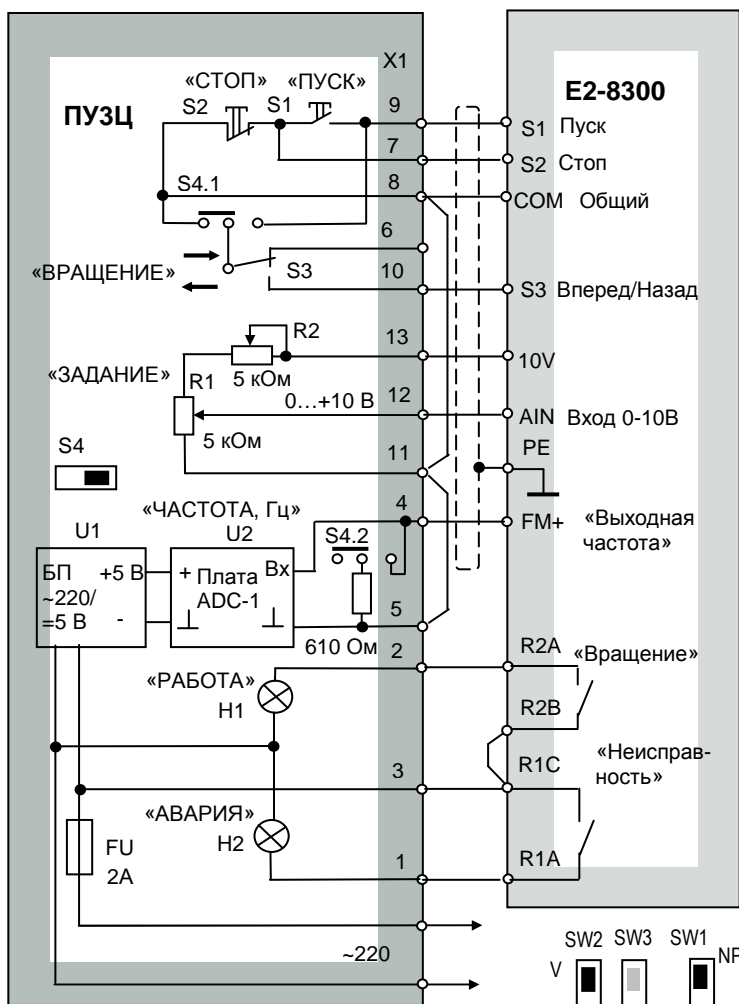 X1
«СТОП» «ПУСК»
E2-8300
ПУ3Ц
S2 S1 9
S1 Пуск
7
S2 Стоп
8
S4.1
COM Общий
6
«ВРАЩЕНИЕ»
S3
10
S3 Вперед/Назад
R2
13
10V
«ЗАДАНИЕ»
R1
5 кОм
12
0…+10 В
AIN Вход 0-10В
5 кОм
PE
S4
11
«ЧАСТОТА, Гц»
4
U1
U2
S4.2
FM+ «Выходная
частота»
БП +5 В
~220/
=5 В -
+ Плата Вх
ADC-1
5
610 Ом
2
R2A
«Вращение»
«РАБОТА»
H1
R2B
«Неисправ-
ность»
3
R1C
«АВАРИЯ»
FU
2А
H2
1
R1A
~220
SW2 SW3 SW1
V
NP